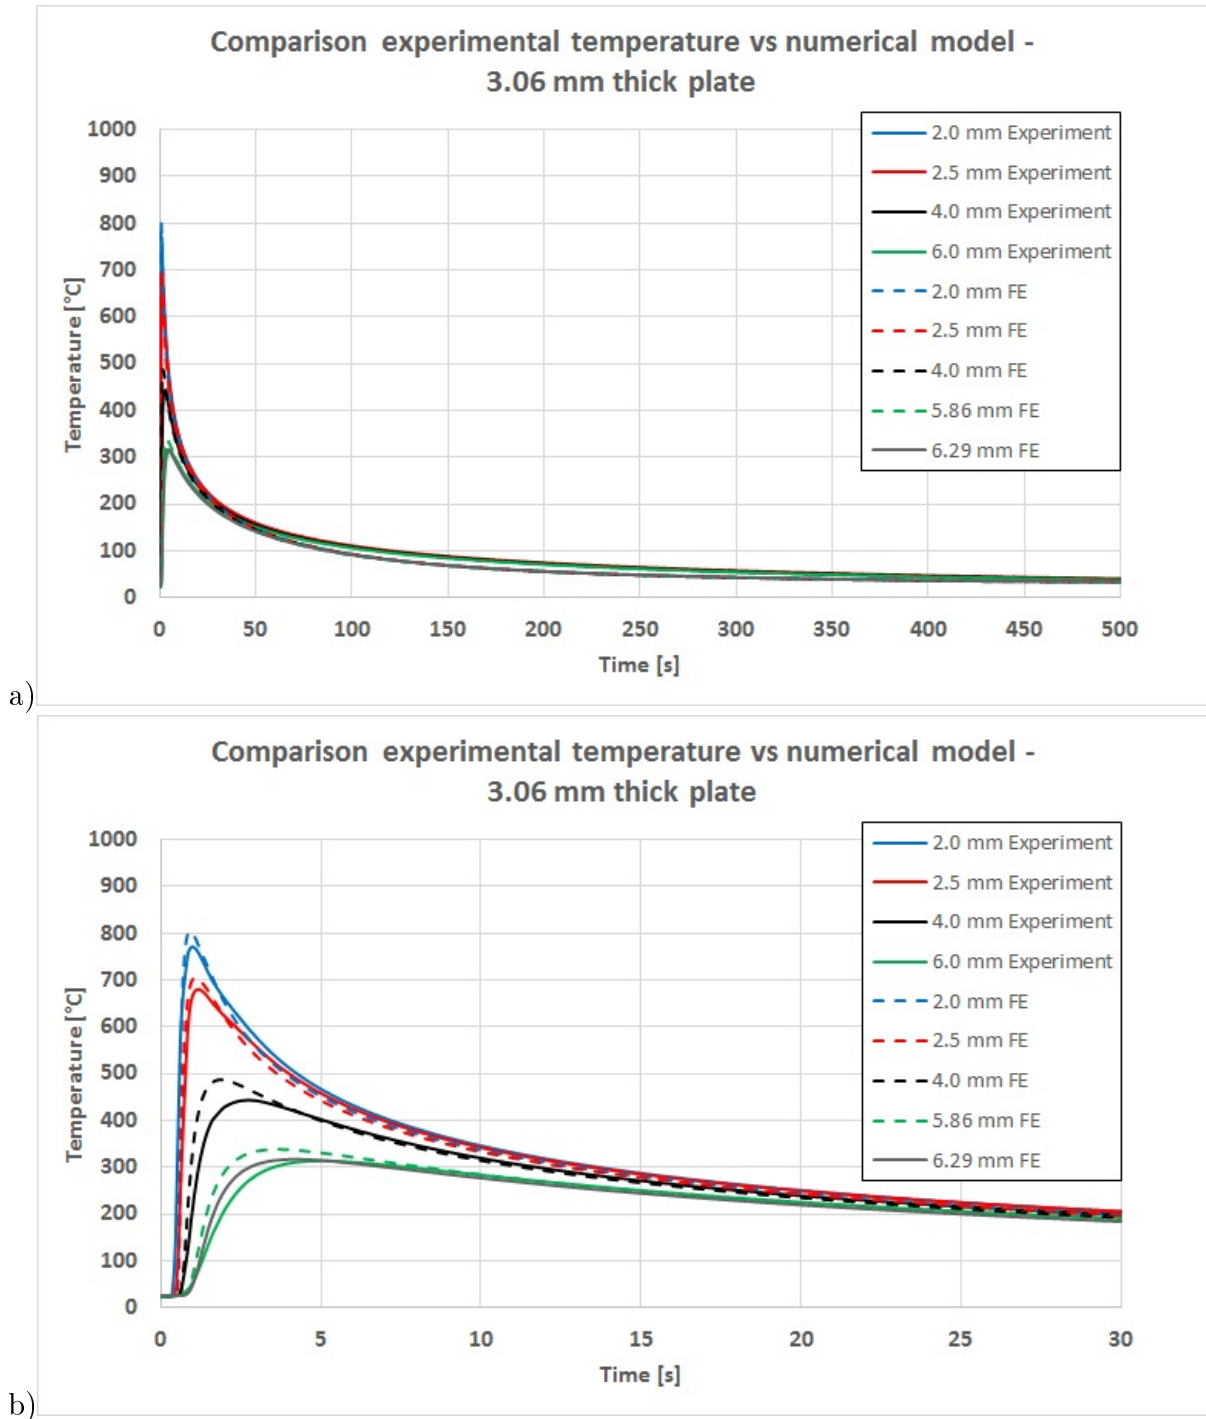 Comparison experimental temperature vs numerical model -
3.06 mm thick plate
1000
900
800
700
600
500
400
300
200
100
0
Temperature [°C]
2.0 mm Experiment
2.5 mm Experiment
4.0 mm Experiment
6.0 mm Experiment
2.0 mm FE
2.5 mm FE
4.0 mm FE
5.86 mm FE
6.29 mm FE
0 50 100 150 200 250 300 350 400 450 500
Time [s]
a)
Comparison experimental temperature vs numerical model -
3.06 mm thick plate
1000
900
800
700
600
500
400
300
200
100
0
Temperature [°C]
2.0 mm Experiment
2.5 mm Experiment
4.0 mm Experiment
6.0 mm Experiment
2.0 mm FE
2.5 mm FE
4.0 mm FE
5.86 mm FE
6.29 mm FE
0 5 10 15 20 25 30
Time [s]
b)